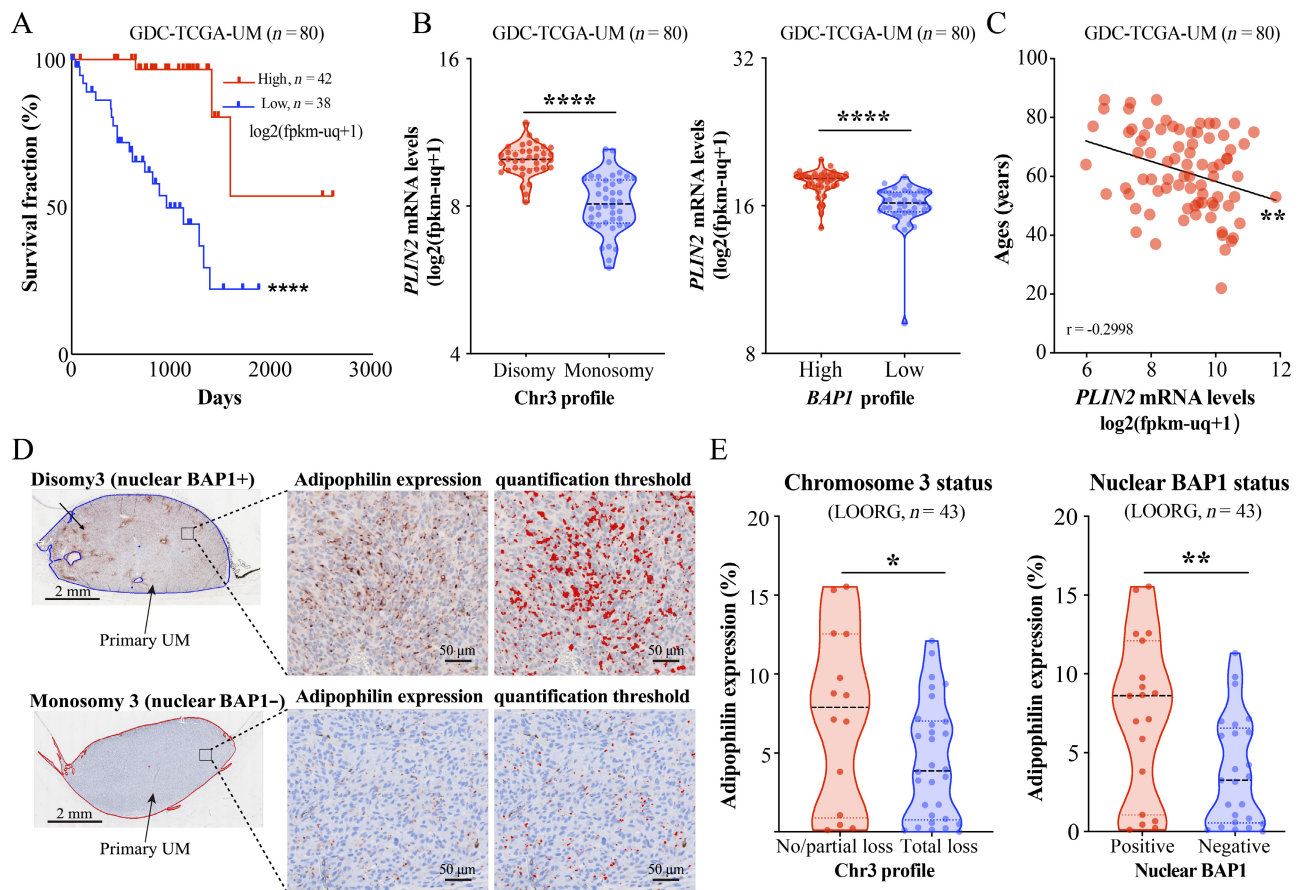 A
GDC-TCGA-UM (n = 80)
Survival fraction (%)
100
50
0
0
1000
2000
3000
Days
High, n = 42
Low, n = 38
log2(fpkm-uq+1)
****
B
GDC-TCGA-UM (n = 80)
PLIN2 mRNA levels
(log2(fpkm-uq+1)
16
8
4
****
Disomy Monosomy
Chr3 profile
GDC-TCGA-UM (n = 80)
PLIN2 mRNA levels
(log2(fpkm-uq+1)
32
16
8
****
High Low
BAP1 profile
C
GDC-TCGA-UM (n = 80)
Ages (years)
100
80
60
40
20
0
**
r = -0.2998
6 8 10 12
PLIN2 mRNA levels
log2(fpkm-uq+1)
D
Disomy3 (nuclear BAP1+)
2 mm
Primary UM
Adipophilin expression
50 µm
quantification threshold
50 µm
Monosomy 3 (nuclear BAP1−)
2 mm
Primary UM
Adipophilin expression
50 µm
quantification threshold
50 µm
E
Chromosome 3 status
(LOORG, n = 43)
Adipophilin expression (%)
20
15
10
5
*
No/partial loss Total loss
Chr3 profile
Nuclear BAP1 status
(LOORG, n = 43)
Adipophilin expression (%)
20
15
10
5
0
**
Positive Negative
Nuclear BAP1